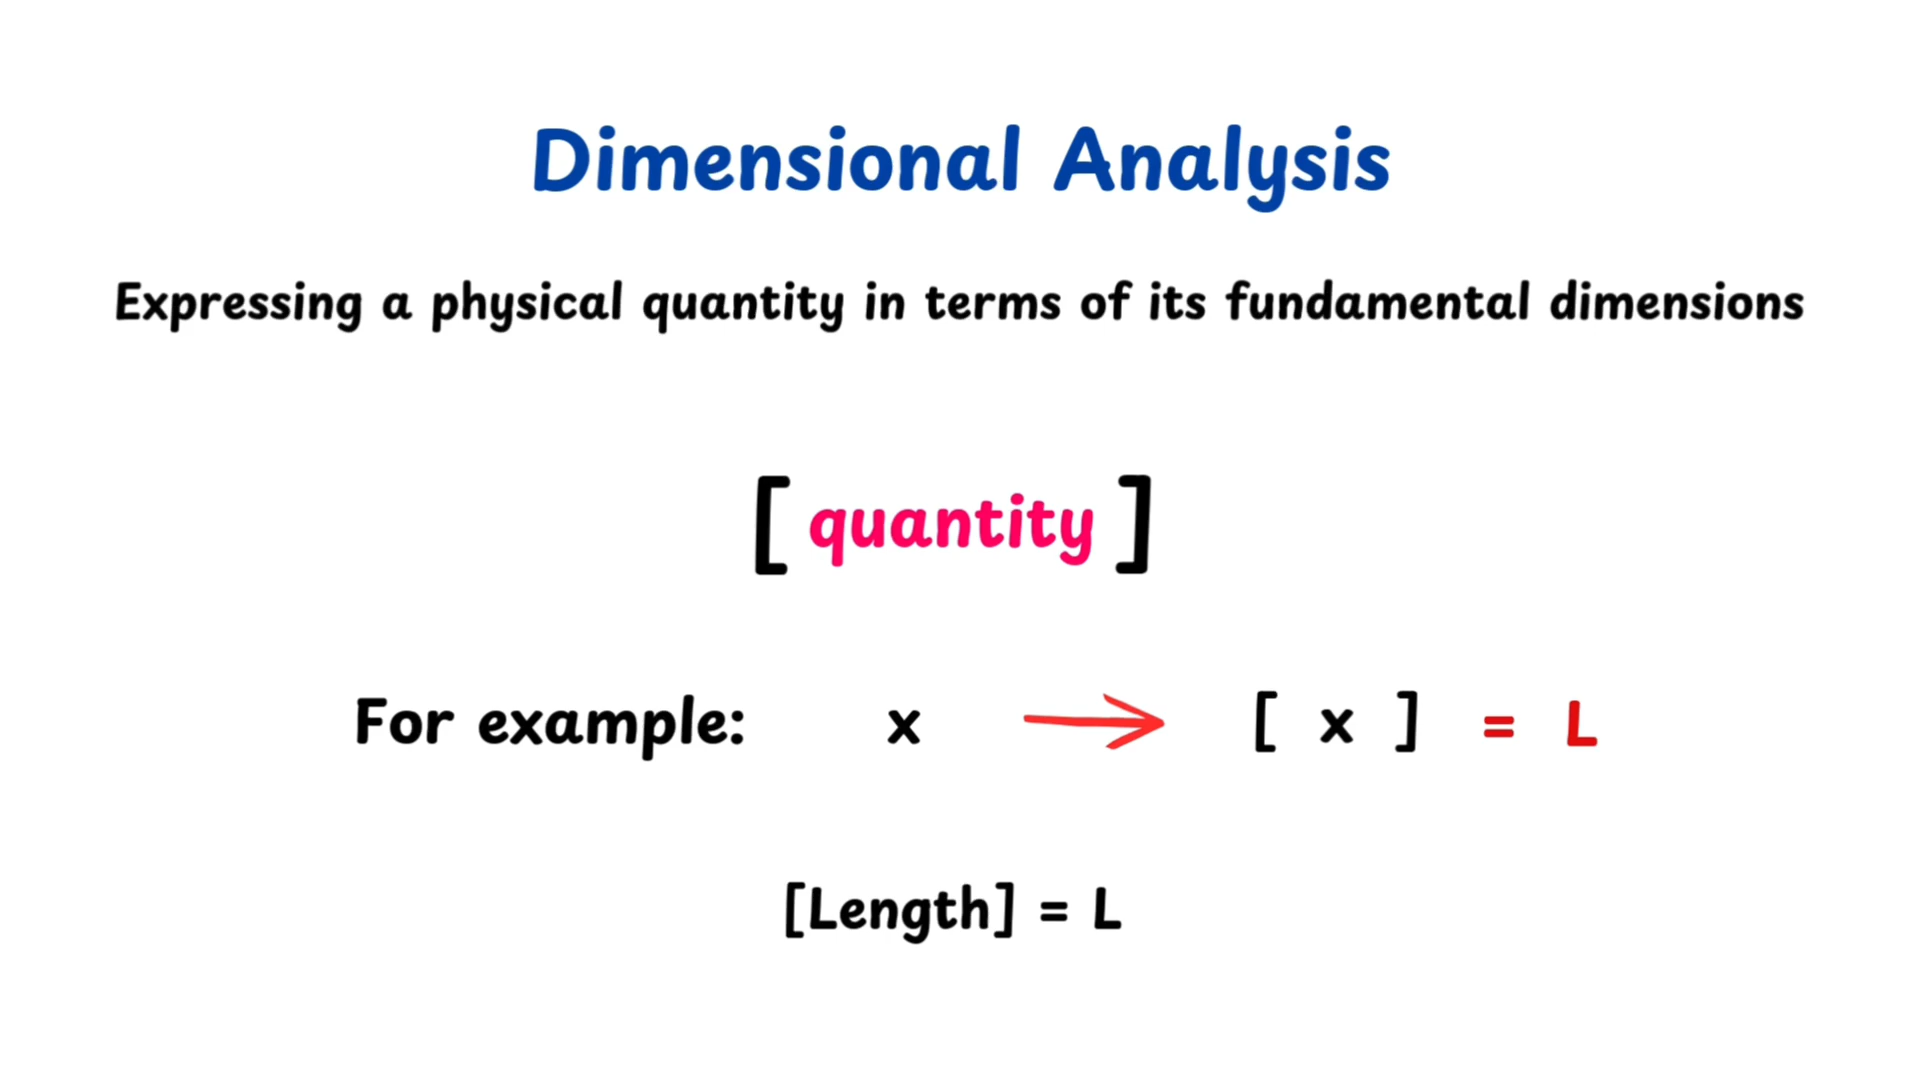 Dimensional Analysis
Expressing a physical quantity in terms of its fundamental dimensions
[ quantity ]
For example: x → [ x ] = L
[Length] = L